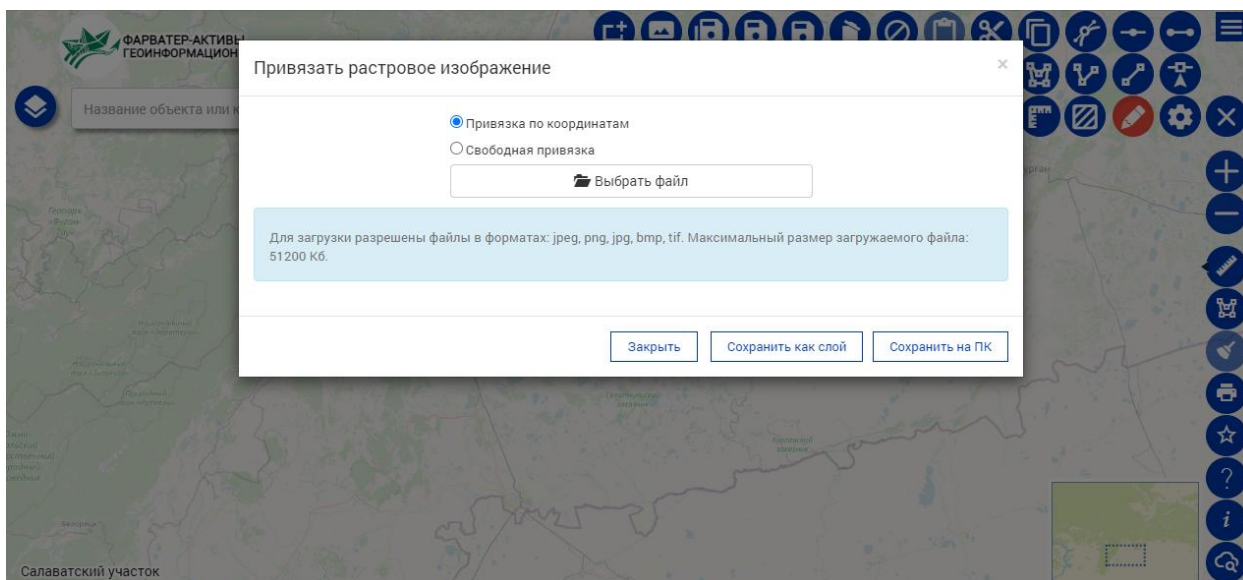 ФАРВАТЕР-АКТИВЫ
ГЕОИНФОРМАЦИОН
Название объекта или к
Привязать растровое изображение
×
Привязка по координатам
Свободная привязка
Выбрать файл
Для загрузки разрешены файлы в форматах: jpeg, png, jpg, bmp, tif. Максимальный размер загружаемого файла:
51200 Кб.
Закрыть
Сохранить как слой
Сохранить на ПК
Салаватский участок